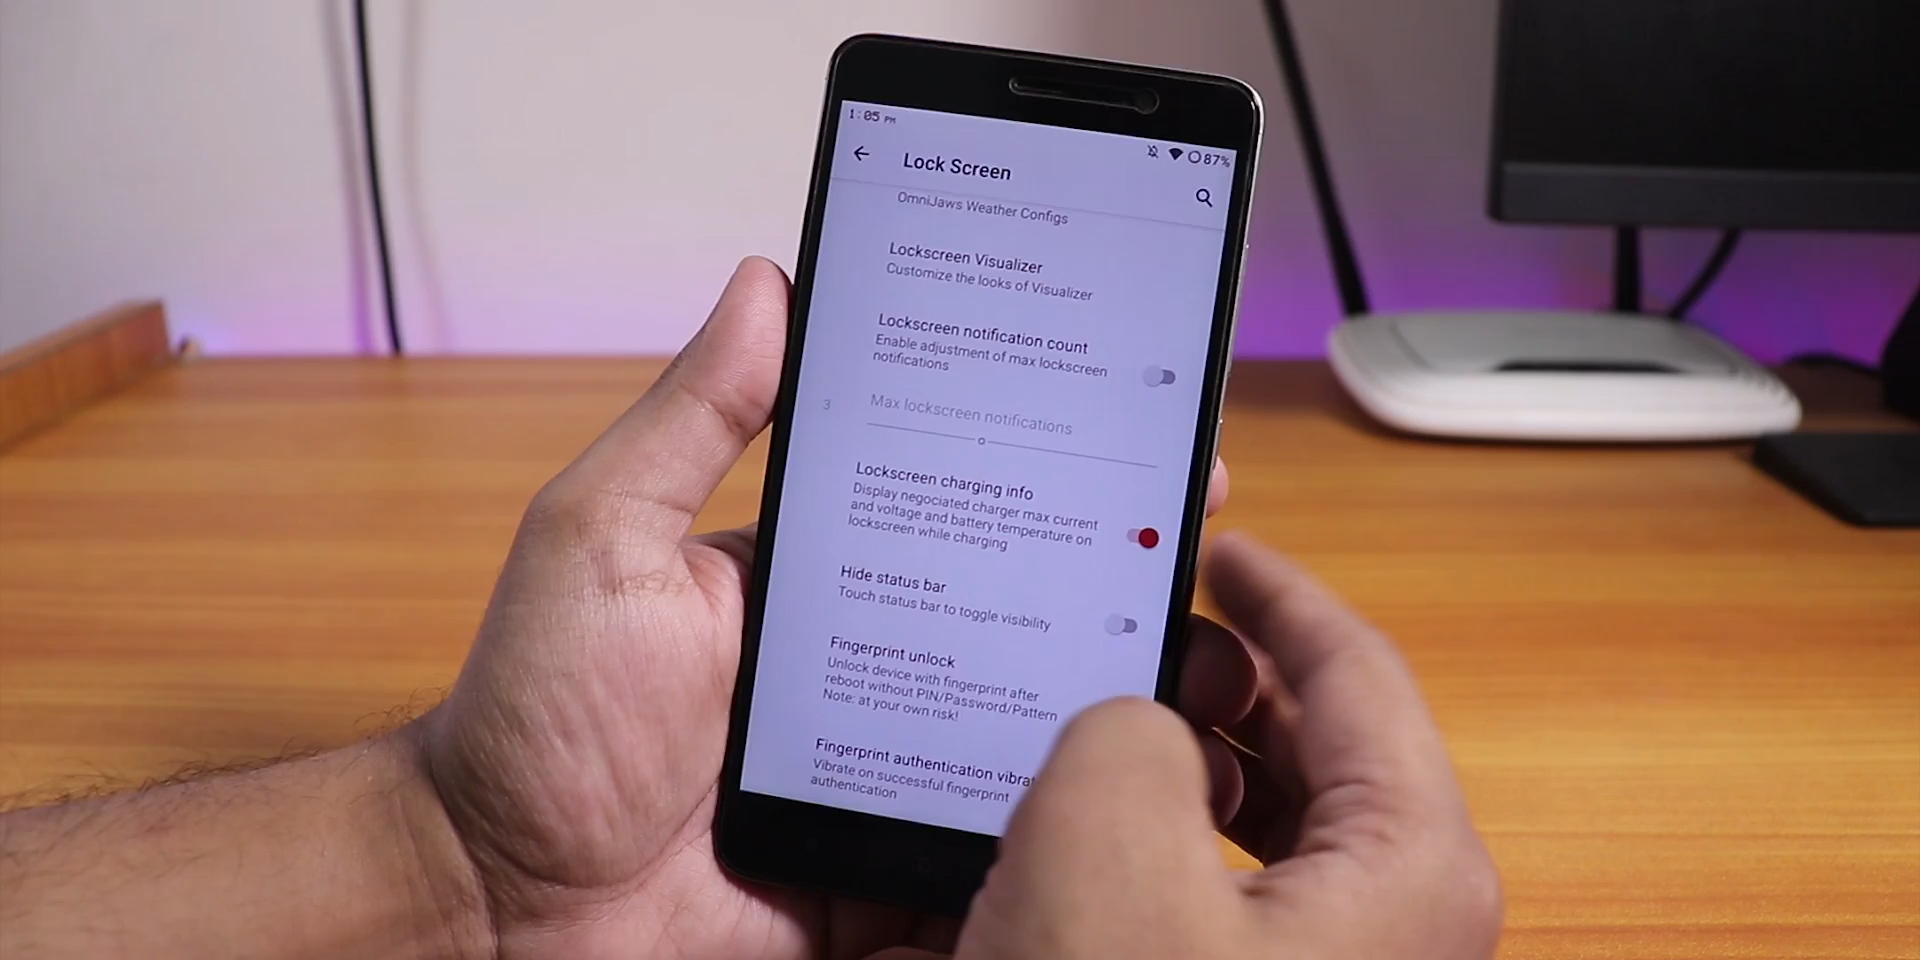 1:05 PM
87%
Lock Screen
OmniJaws Weather Configs
Lockscreen Visualizer
Customize the looks of Visualizer
Lockscreen notification count
Enable adjustment of max lockscreen
notifications
3
Max lockscreen notifications
Lockscreen charging info
Display negociated charger max current
and voltage and battery temperature on
lockscreen while charging
Hide status bar
Touch status bar to toggle visibility
Fingerprint unlock
Unlock device with fingerprint after
reboot without PIN/Password/Pattern
Note: at your own risk!
Fingerprint authentication vibrat
Vibrate on successful fingerprint
authentication